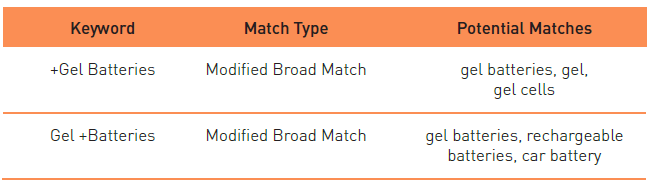 Keyword Match Type Potential Matches
+Gel Batteries Modified Broad Match gel batteries, gel,
gel cells
Gel +Batteries Modified Broad Match gel batteries, rechargeable
batteries, car battery